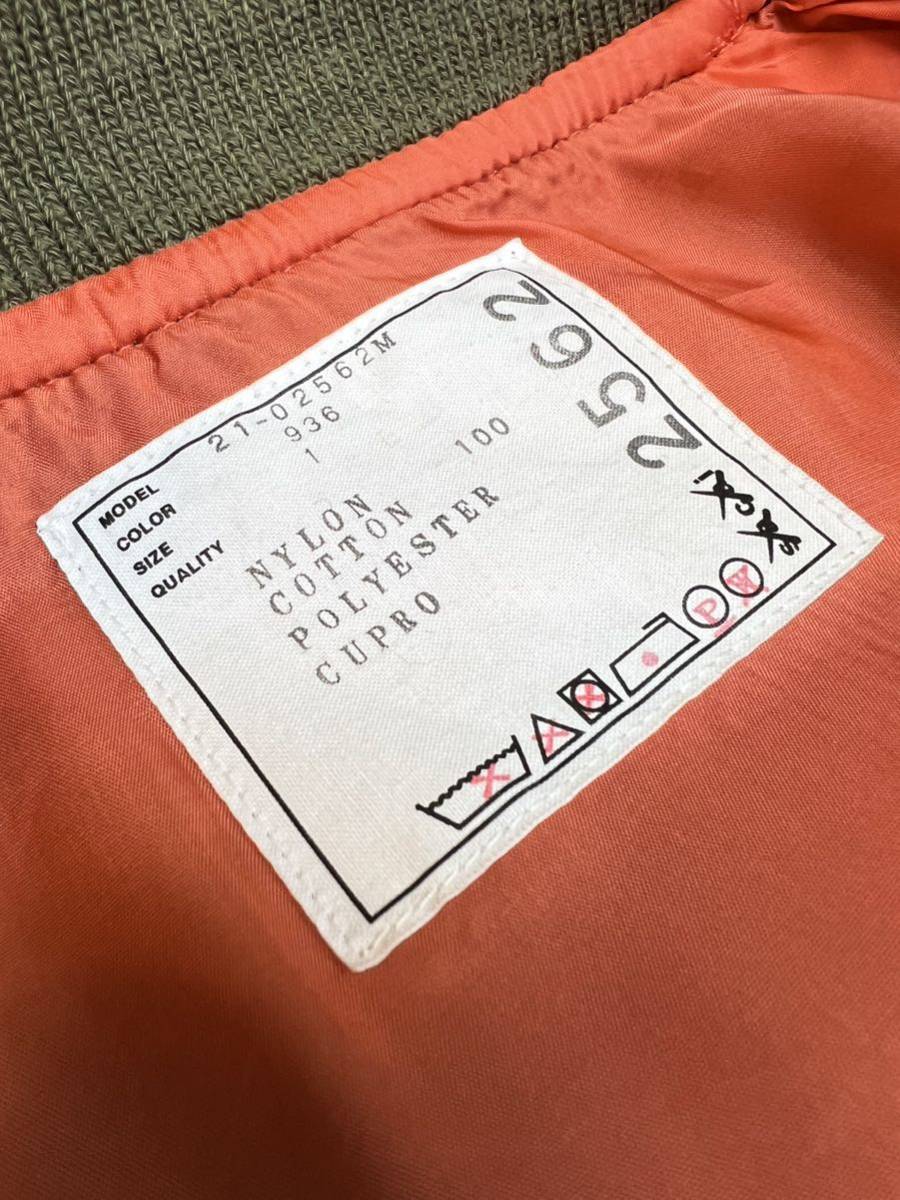 MODEL 21-02562M
COLOR 936
SIZE 1
QUALITY
NYLON 100
COTTON
POLYESTER
CUPRO
2562
P W